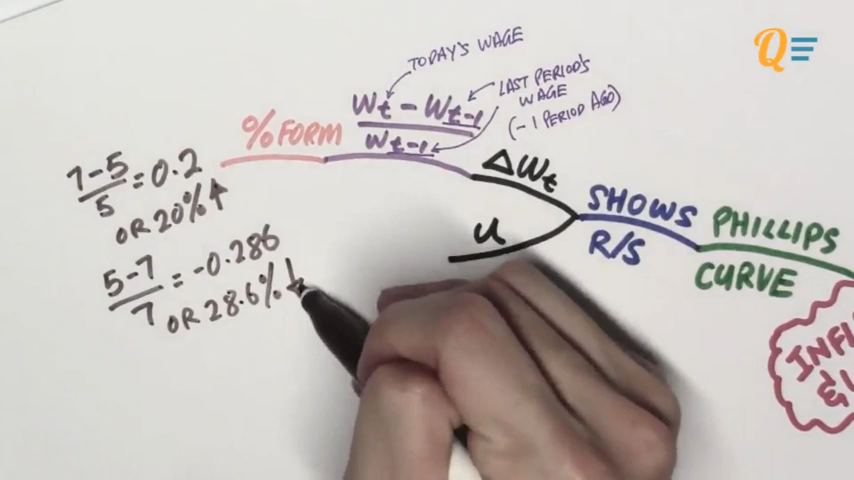 TODAY'S WAGE
LAST PERIOD'S
WAGE
(-1 PERIOD AGO)
Wt - Wt-1
Wt-1
% FORM
7-5
5
= 0.2
OR 20% ↑
5-7
7
= -0.286
OR 28.6% ↓
ΔWt
u
SHOWS
R/S
PHILLIPS
CURVE